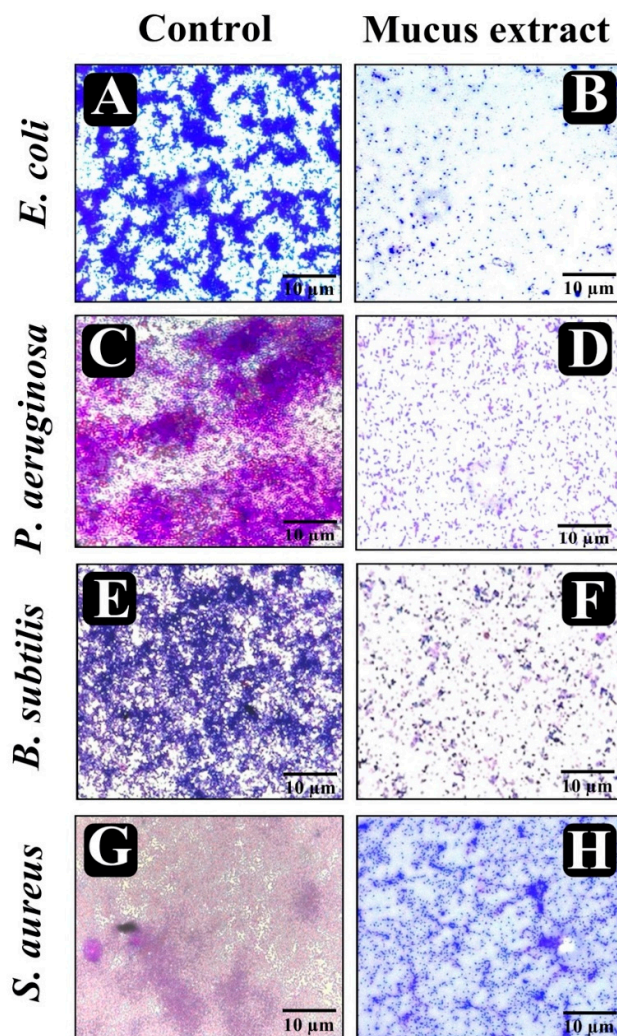 Control Mucus extract
E. coli
A
10 µm
B
10 µm
P. aeruginosa
C
10 µm
D
10 µm
B. subtilis
E
10 µm
F
10 µm
S. aureus
G
10 µm
H
10 µm